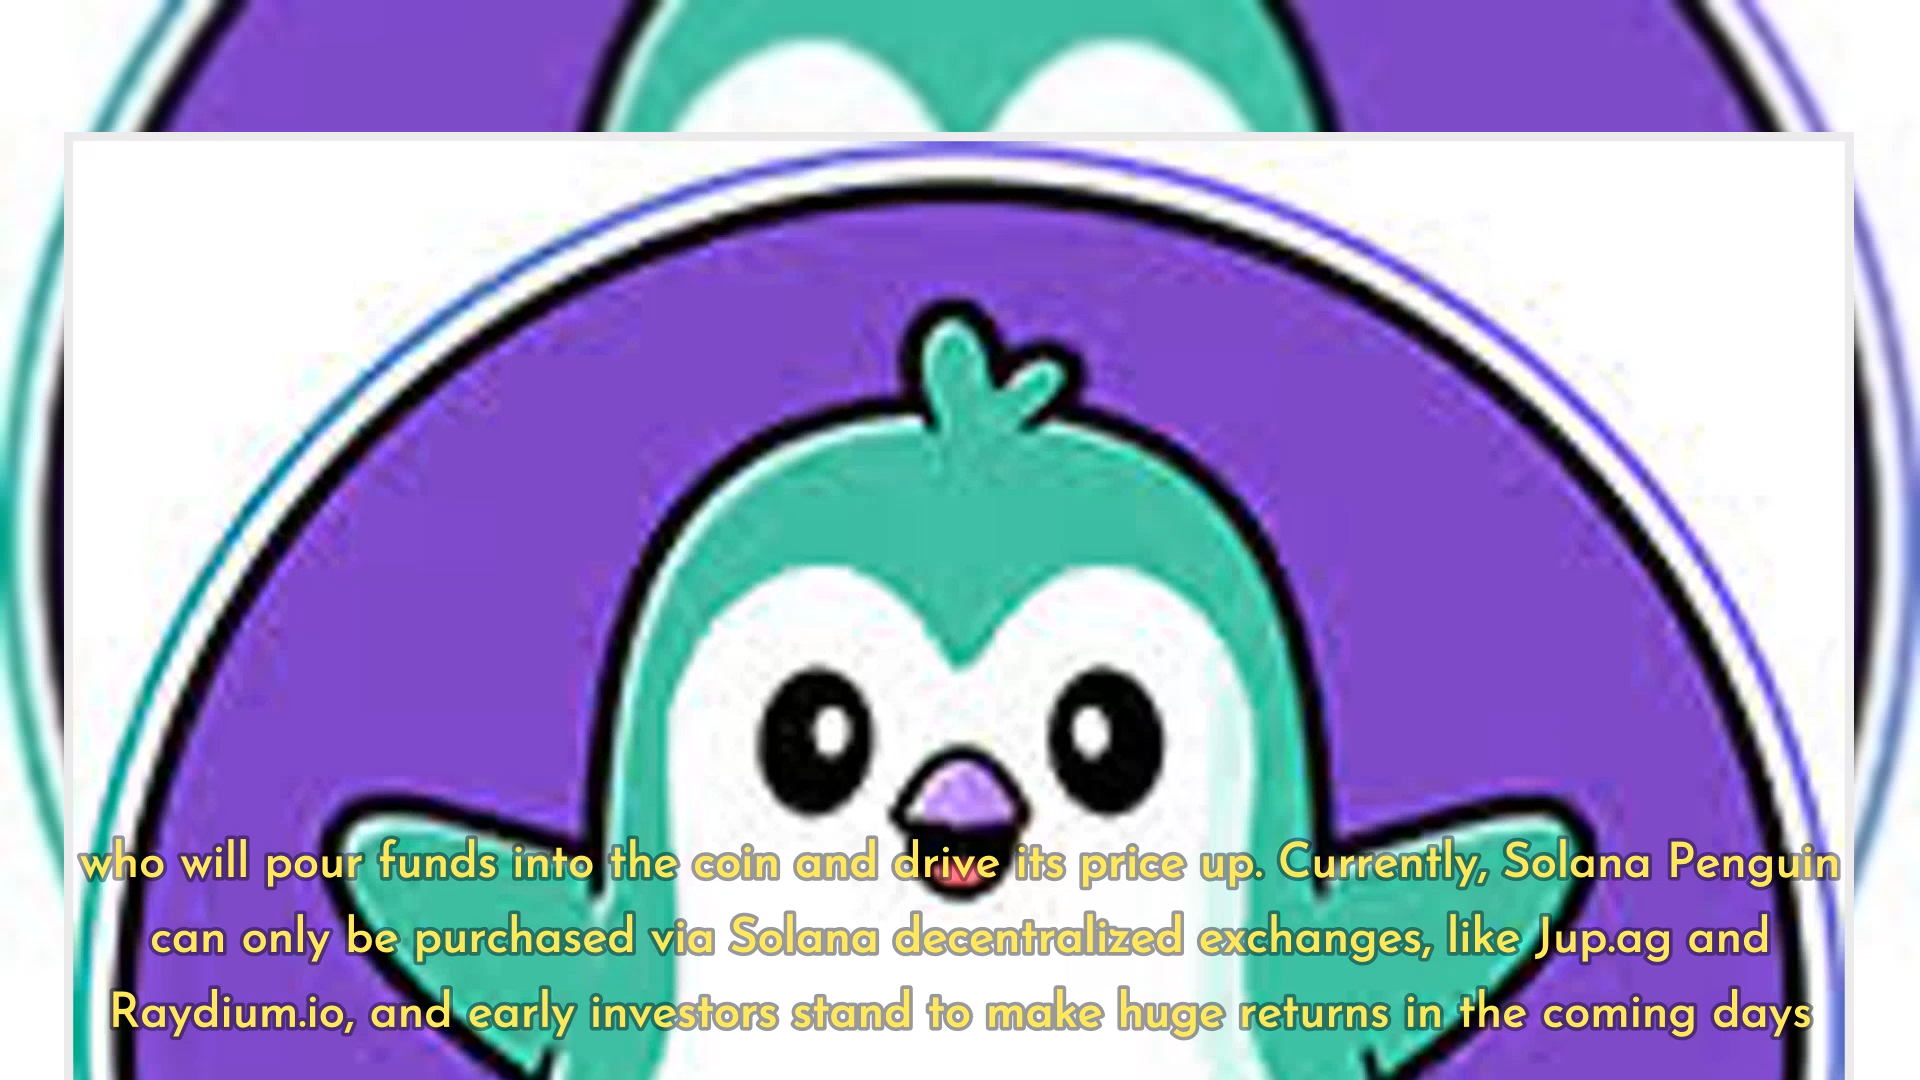 who will pour funds into the coin and drive its price up. Currently, Solana Penguin
can only be purchased via Solana decentralized exchanges, like Jup.ag and
Raydium.io, and early investors stand to make huge returns in the coming days